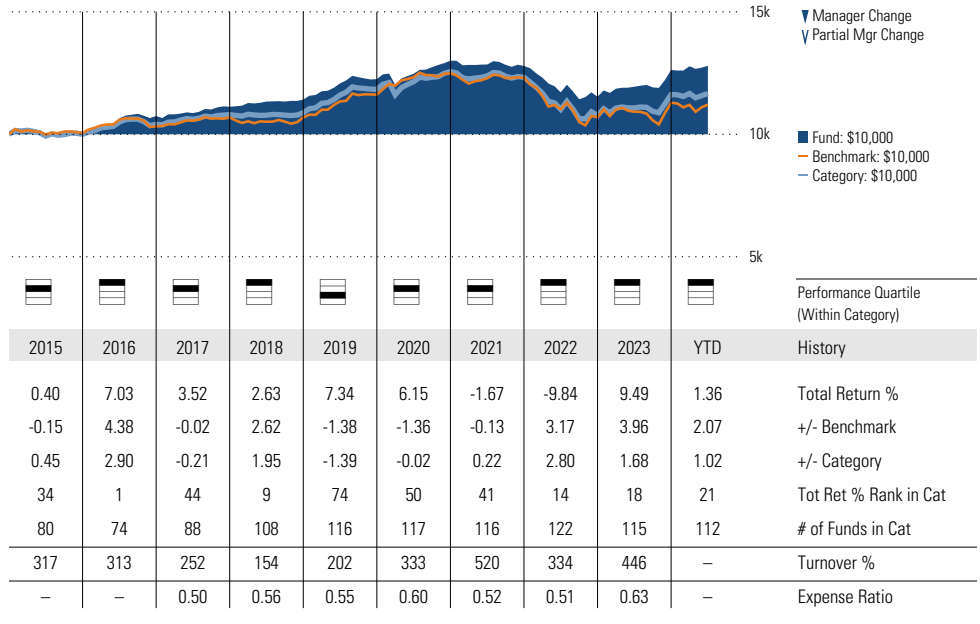 15k
▼ Manager Change
Partial Mgr Change
10k
Fund: $10,000
Benchmark: $10,000
Category: $10,000
5k
Performance Quartile
(Within Category)
2015 2016 2017 2018 2019 2020 2021 2022 2023 YTD History
0.40 7.03 3.52 2.63 7.34 6.15 -1.67 -9.84 9.49 1.36 Total Return %
-0.15 4.38 -0.02 2.62 -1.38 -1.36 -0.13 3.17 3.96 2.07 +/- Benchmark
0.45 2.90 -0.21 1.95 -1.39 -0.02 0.22 2.80 1.68 1.02 +/- Category
34 1 44 9 74 50 41 14 18 21 Tot Ret % Rank in Cat
80 74 88 108 116 117 116 122 115 112 # of Funds in Cat
317 313 252 154 202 333 520 334 446 – Turnover %
– – 0.50 0.56 0.55 0.60 0.52 0.51 0.63 – Expense Ratio